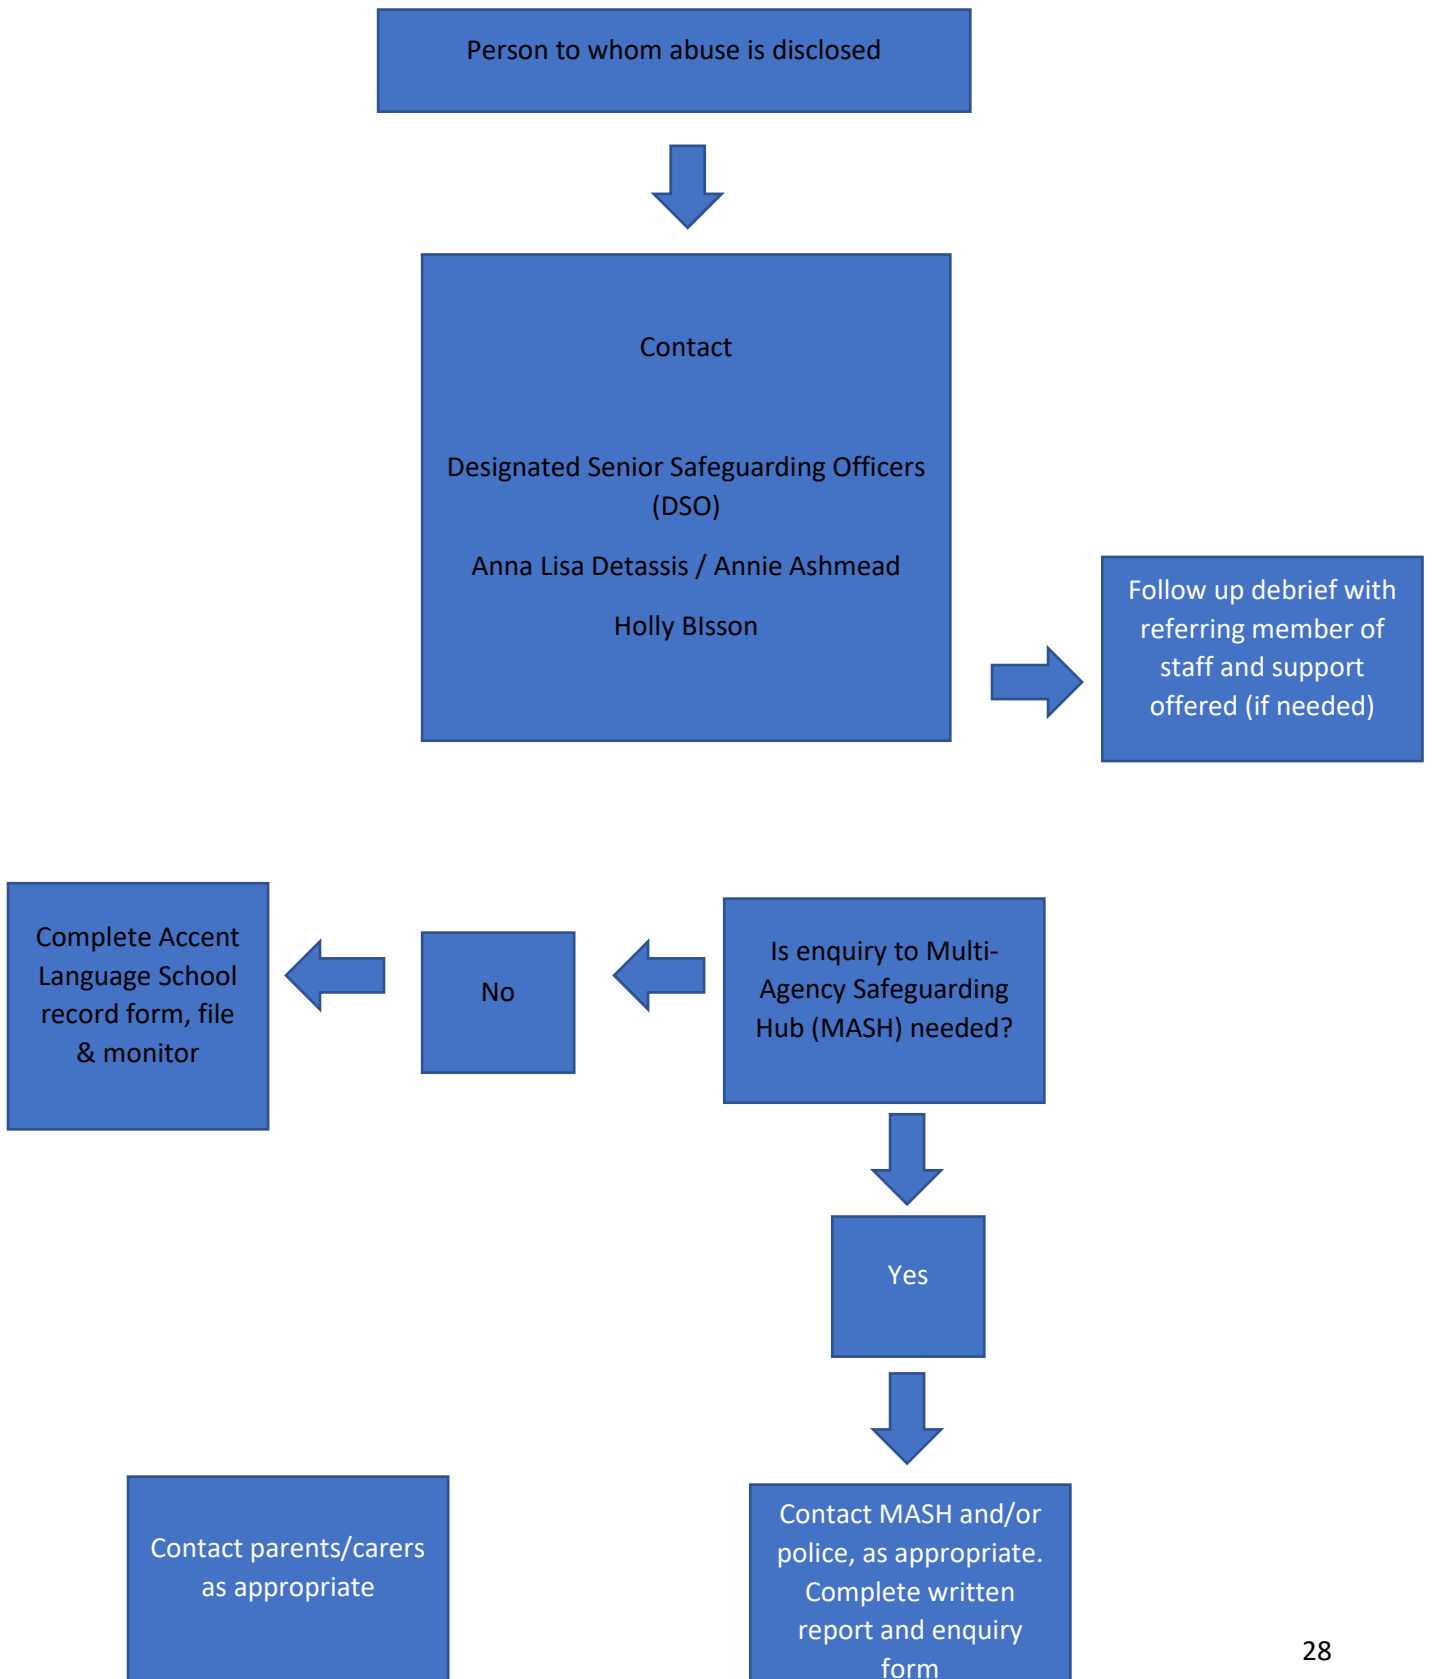 Person to whom abuse is disclosed
Contact
Designated Senior Safeguarding Officers
(DSO)
Anna Lisa Detassis / Annie Ashmead
Holly BIsson
Follow up debrief with
referring member of
staff and support
offered (if needed)
Complete Accent
Language School
record form, file
& monitor
No
Is enquiry to Multi-
Agency Safeguarding
Hub (MASH) needed?
Yes
Contact parents/carers
as appropriate
Contact MASH and/or
police, as appropriate.
Complete written
report and enquiry
form
28